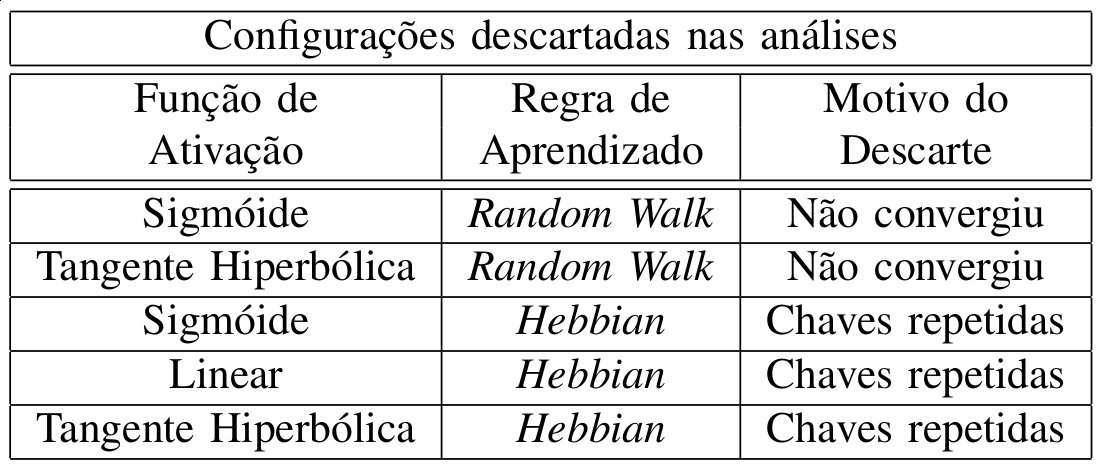 Configurações descartadas nas análises
Função de Regra de Motivo do
Ativação Aprendizado Descarte
Sigmóide Random Walk Não convergiu
Tangente Hiperbólica Random Walk Não convergiu
Sigmóide Hebbian Chaves repetidas
Linear Hebbian Chaves repetidas
Tangente Hiperbólica Hebbian Chaves repetidas